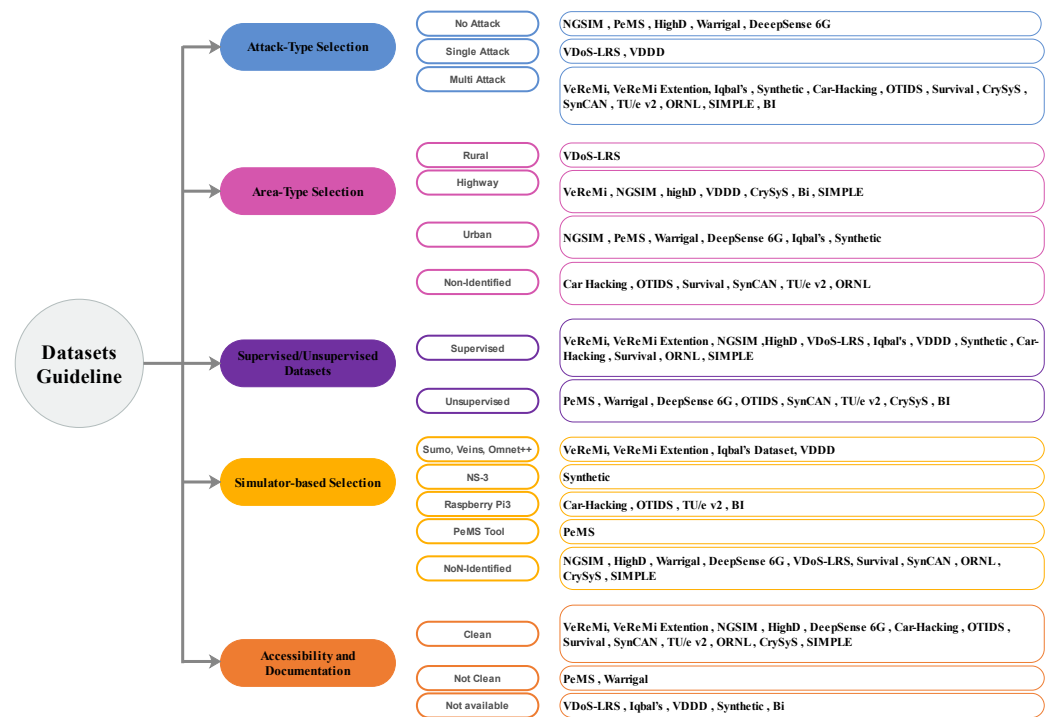 Datasets
Guideline
Attack-Type Selection
No Attack
NGSIM , PeMS , HighD , Warrigal , DeeepSense 6G
Single Attack
VDoS-LRS , VDDD
Multi Attack
VeReMi, VeReMi Extention, Iqbal's , Synthetic , Car-Hacking , OTIDS , Survival , CrySyS ,
SynCAN , TU/e v2 , ORNL , SIMPLE , BI
Area-Type Selection
Rural
VDoS-LRS
Highway
VeReMi , NGSIM , highD , VDDD , CrySyS , Bi , SIMPLE
Urban
NGSIM , PeMS , Warrigal , DeepSense 6G , Iqbal's , Synthetic
Non-Identified
Car Hacking , OTIDS , Survival , SynCAN , TU/e v2 , ORNL
Supervised/Unsupervised
Datasets
Supervised
VeReMi, VeReMi Extention , NGSIM ,HighD , VDoS-LRS , Iqbal's , VDDD , Synthetic , Car-
Hacking , Survival , ORNL , SIMPLE
Unsupervised
PeMS , Warrigal , DeepSense 6G , OTIDS , SynCAN , TU/e v2 , CrySyS , BI
Simulator-based Selection
Sumo, Veins, Omnet++
VeReMi, VeReMi Extention , Iqbal's Dataset, VDDD
NS-3
Synthetic
Raspberry Pi3
Car-Hacking , OTIDS , TU/e v2 , BI
PeMS Tool
PeMS
NoN-Identified
NGSIM , HighD , Warrigal , DeepSense 6G , VDoS-LRS, Survival , SynCAN , ORNL ,
CrySyS , SIMPLE
Accessibility and
Documentation
Clean
VeReMi, VeReMi Extention , NGSIM , HighD , DeepSense 6G , Car-Hacking , OTIDS ,
Survival , SynCAN , TU/e v2 , ORNL , CrySyS , SIMPLE
Not Clean
PeMS , Warrigal
Not available
VDoS-LRS , Iqbal's , VDDD , Synthetic , Bi